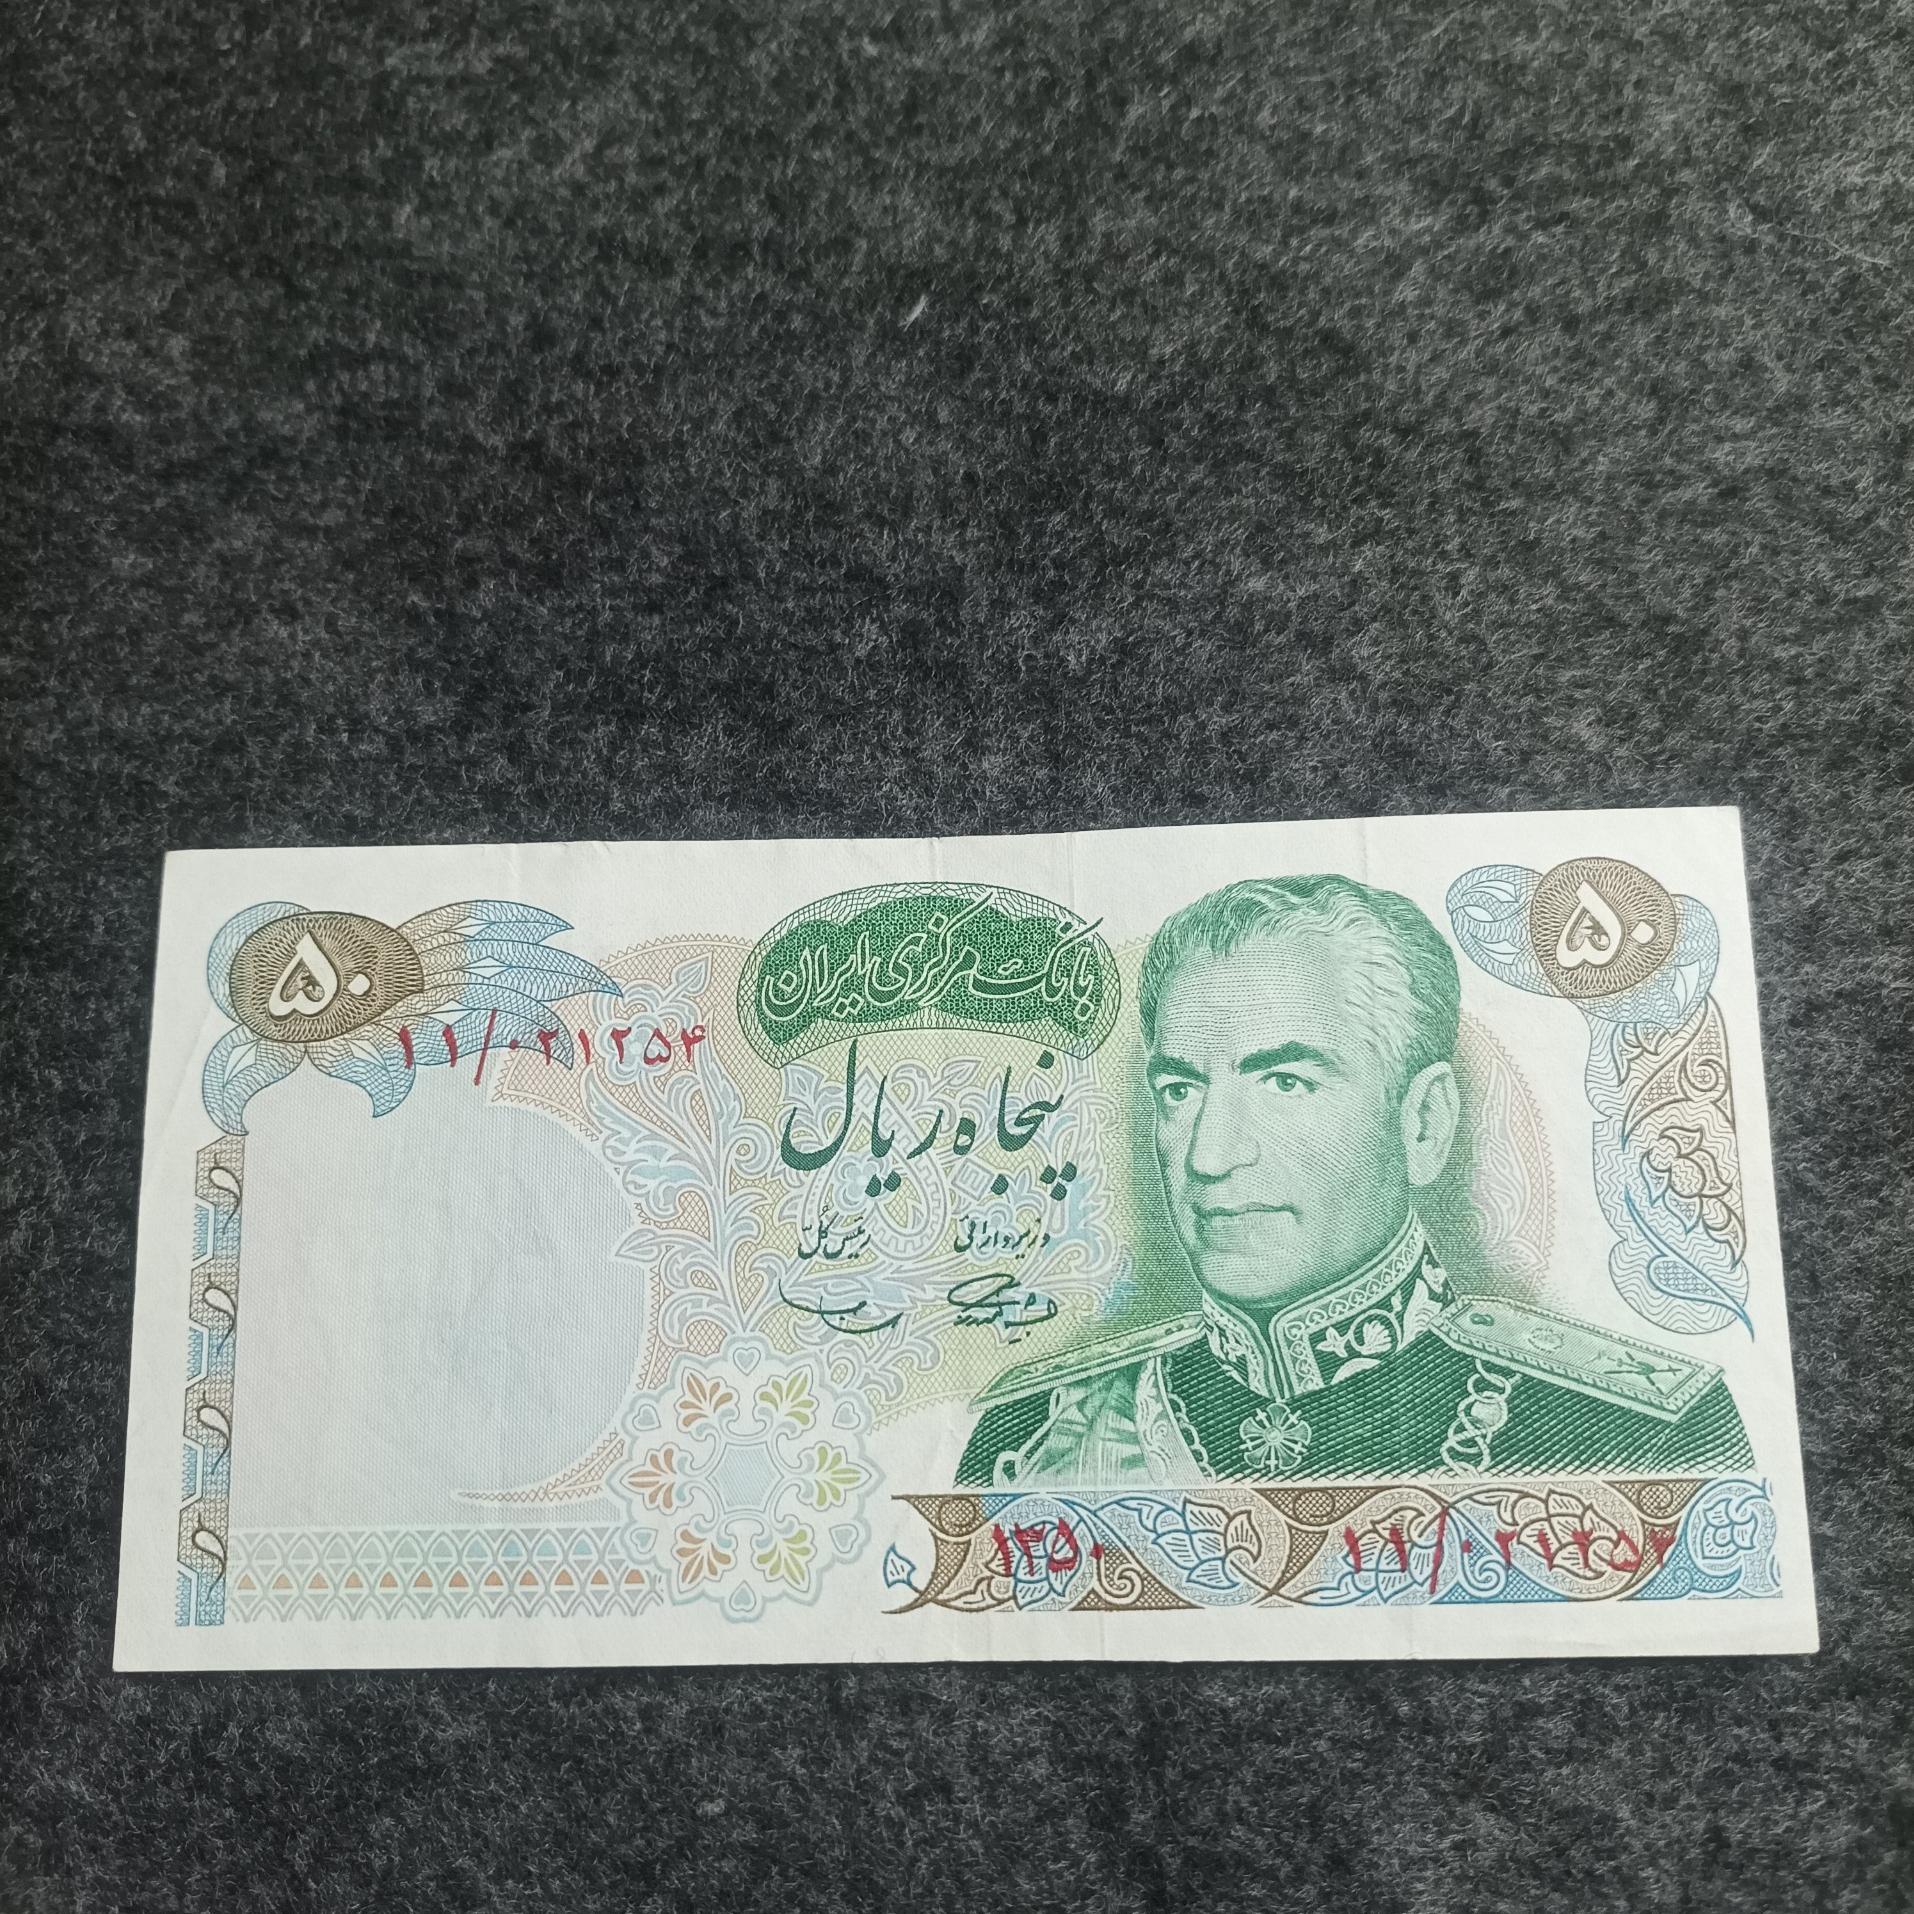 ۵۰
۵۰
بانک مرکزی ایران
۱۱/۰۲۱۲۵۴
پنجاه ریال
وزیر دارائی
رئیس کل
۱۳۵۰
۱۱/۰۲۱۲۵۴